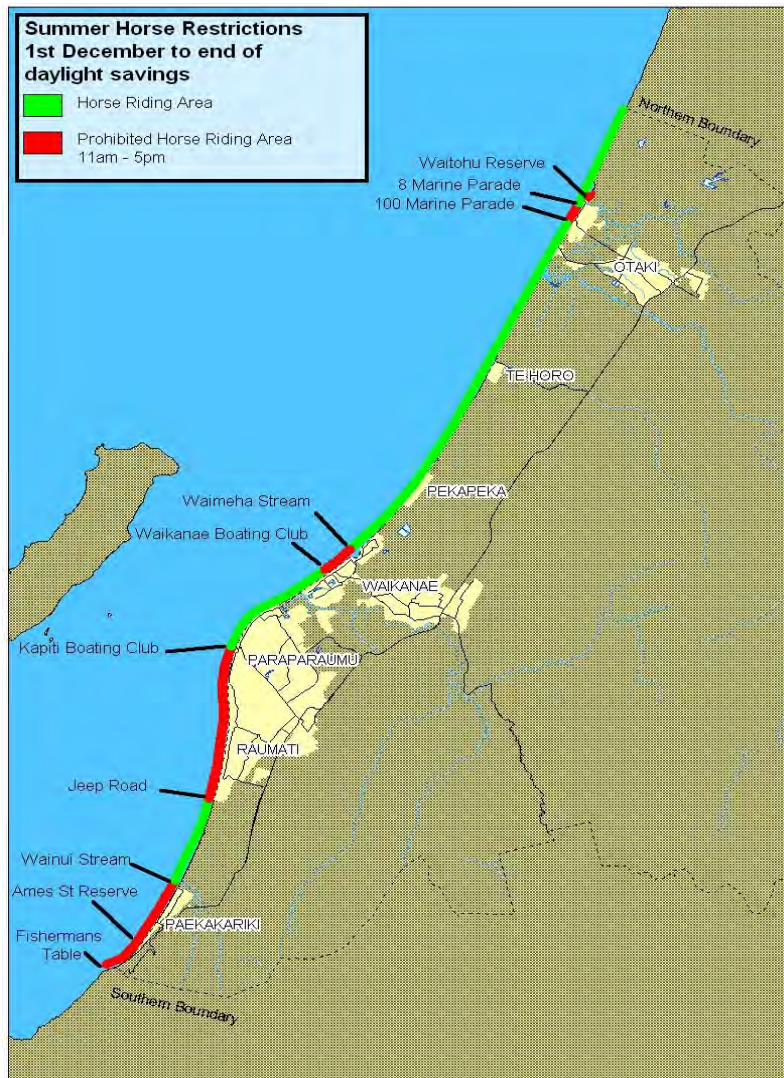 Summer Horse Restrictions
1st December to end of
daylight savings
Horse Riding Area
Prohibited Horse Riding Area
11am - 5pm
Northern Boundary
Waitohu Reserve
8 Marine Parade
100 Marine Parade
OTAKI
TE HORO
PEKAPEKA
Waimeha Stream
Waikanae Boating Club
WAIKANAE
Kapiti Boating Club
PARAPARAUMU
RAUMATI
Jeep Road
Wainui Stream
Ames St Reserve
PAEKAKARIKI
Fishermans
Table
Southern Boundary